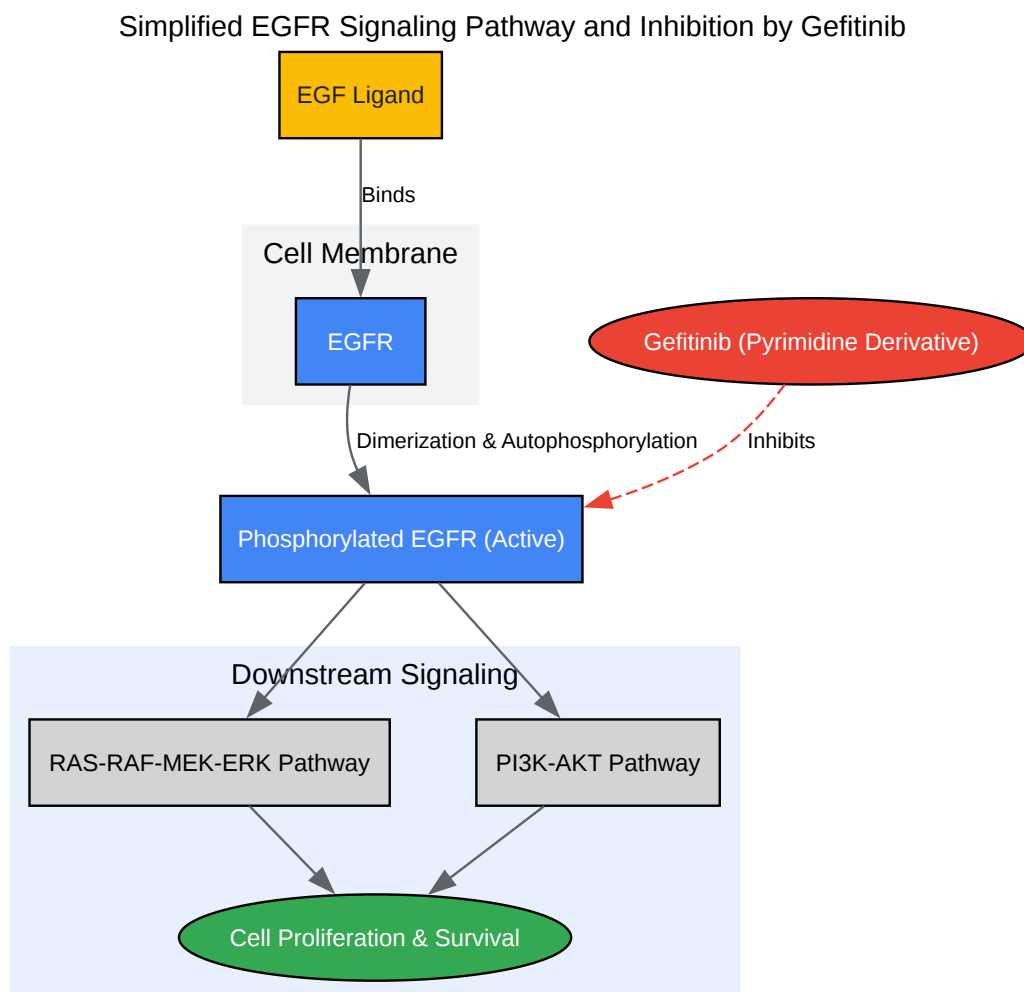 Simplified EGFR Signaling Pathway and Inhibition by Gefitinib
EGF Ligand
Binds
Cell Membrane
EGFR
Gefitinib (Pyrimidine Derivative)
Dimerization & Autophosphorylation
Inhibits
Phosphorylated EGFR (Active)
Downstream Signaling
RAS-RAF-MEK-ERK Pathway
PI3K-AKT Pathway
Cell Proliferation & Survival